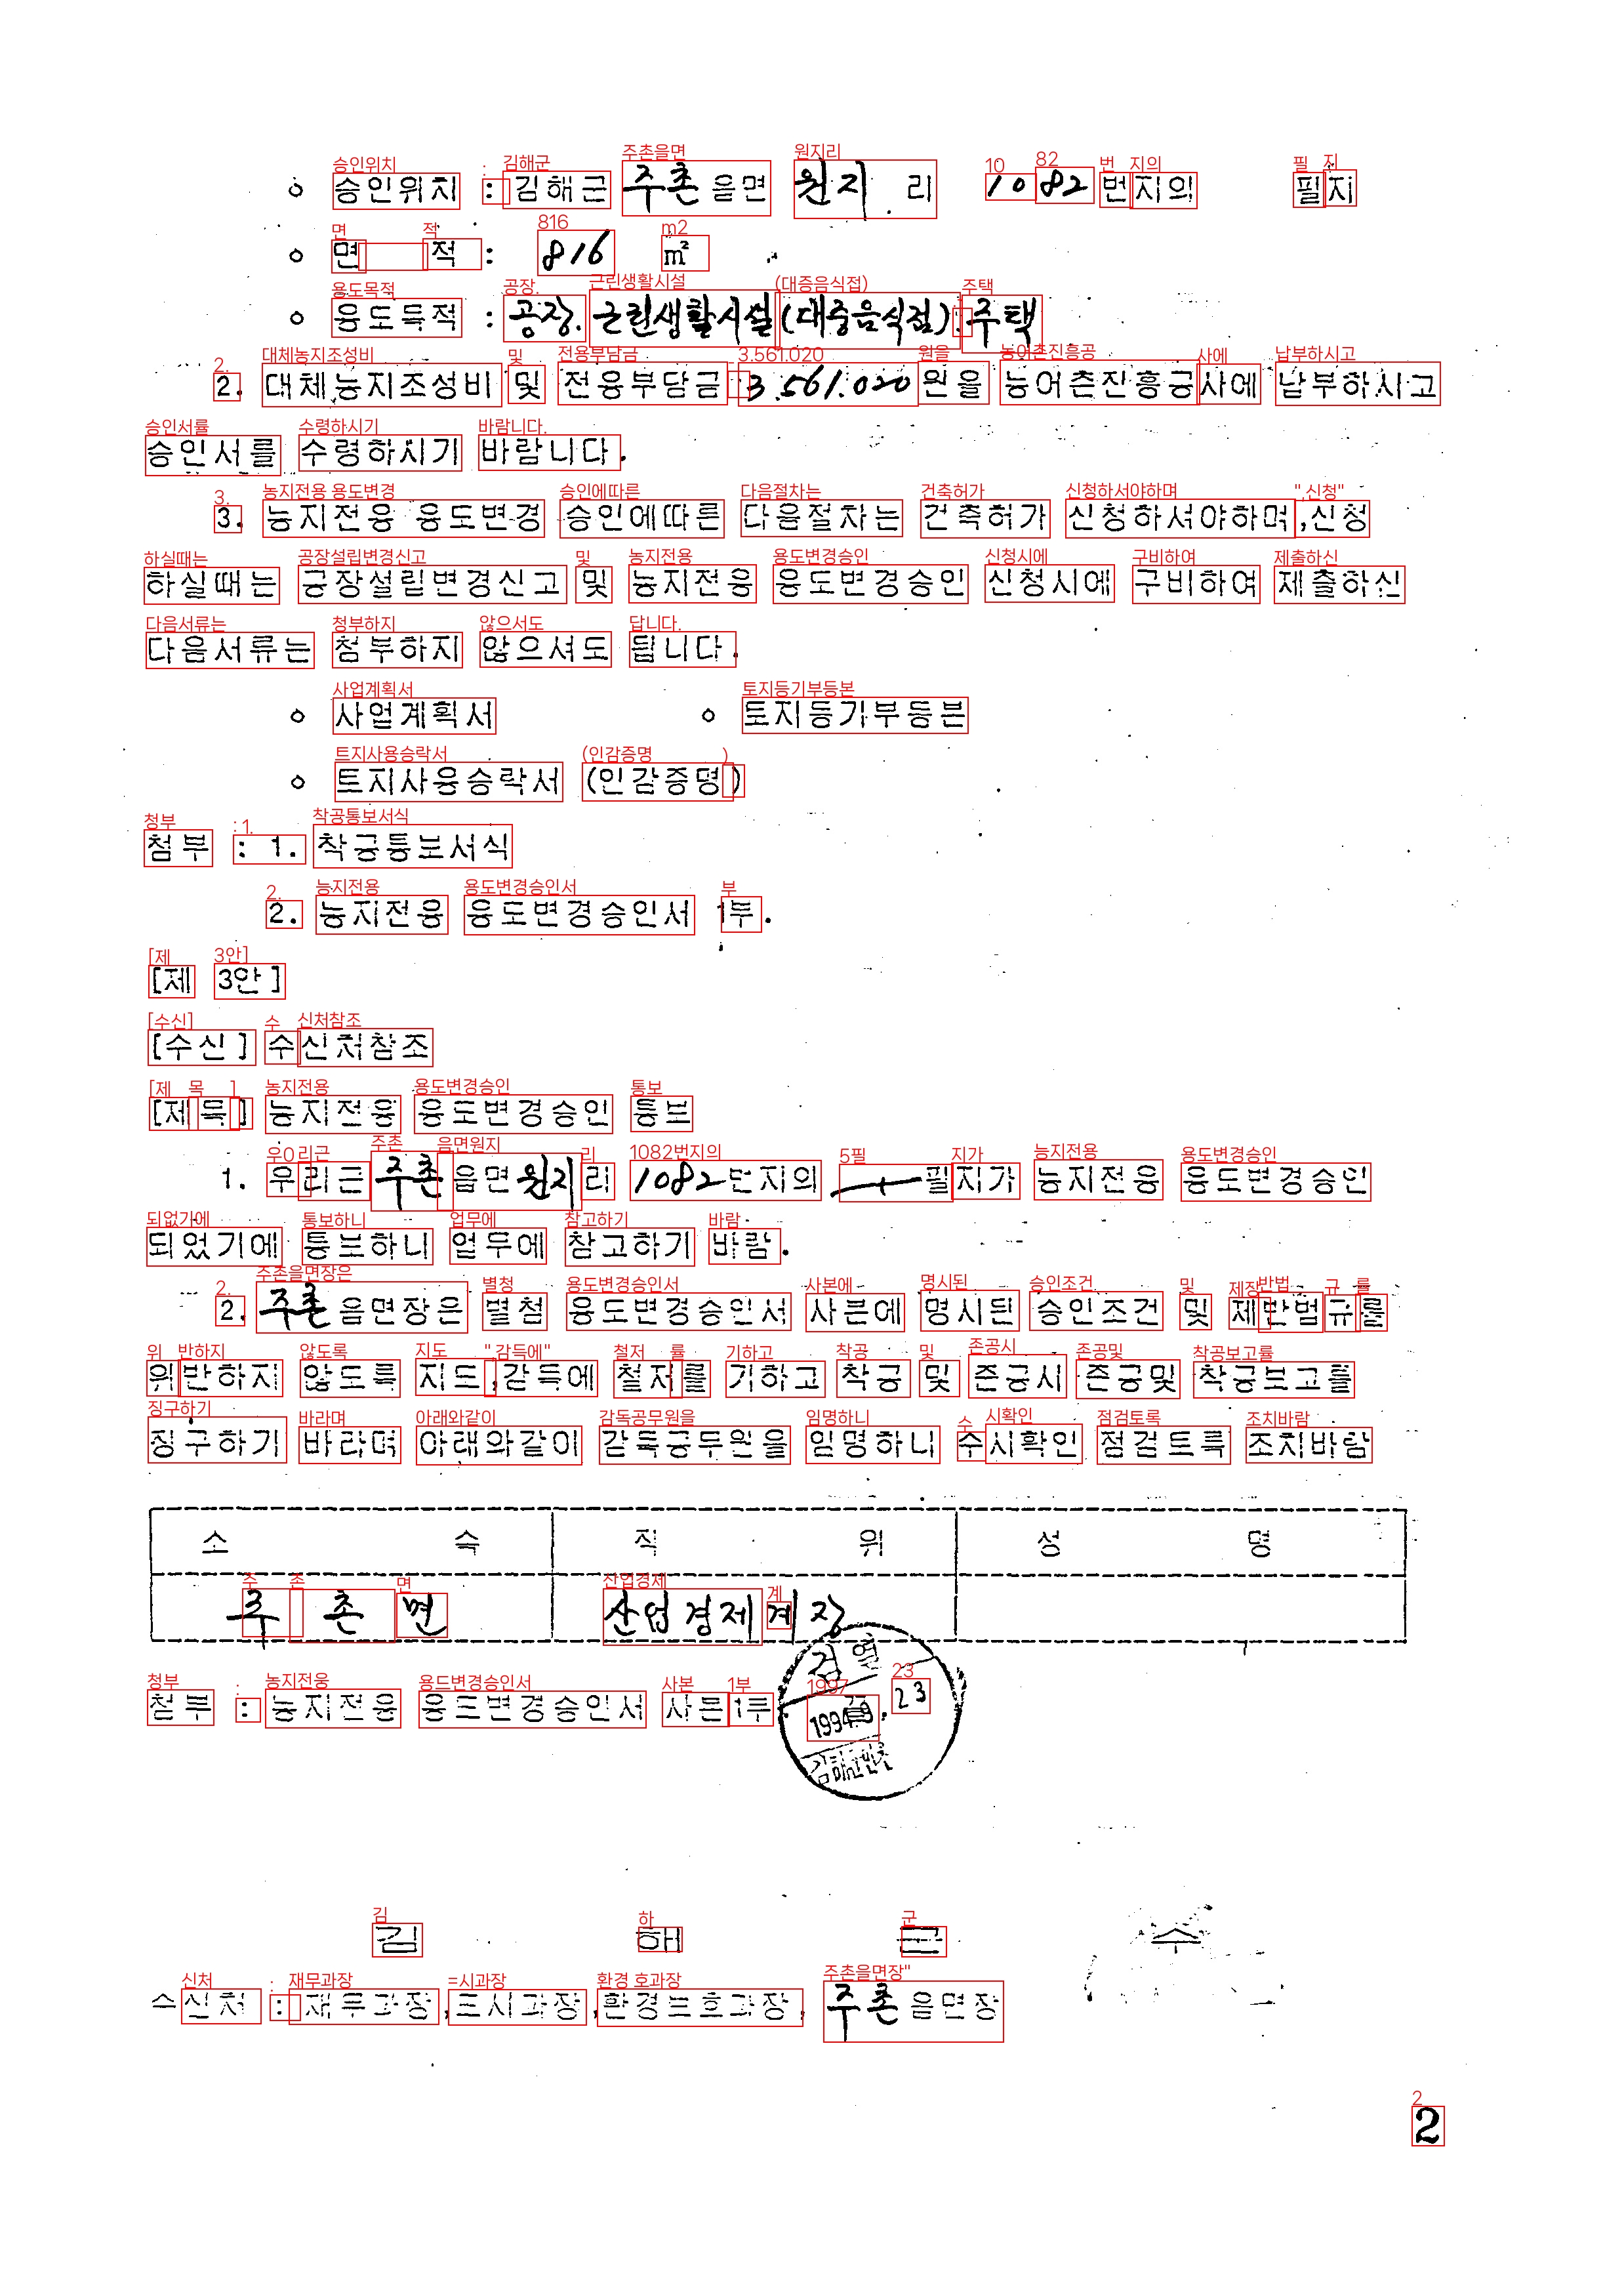 o 승인위치 : 김해군 주촌읍면 원지리 1082 번지의 필지
o 면 적 : 816 m²
o 용도목적 : 공장. 근린생활시설(대중음식점).주택
2. 대체농지조성비 및 전용부담금 3.561.020 원을 농어촌진흥공사에 납부하시고
승인서를 수령하시기 바랍니다.
3. 농지전용 용도변경 승인에따른 다음절차는 건축허가 신청하셔야하며,신청
하실때는 공장설립변경신고 및 농지전용 용도변경승인 신청시에 구비하여 제출하신
다음서류는 첨부하지 않으셔도 됩니다.
o 사업계획서 o 토지등기부등본
o 토지사용승락서 (인감증명)
첨부 : 1. 착공통보서식
2. 농지전용 용도변경승인서 1부.
[제 3안]
[수신] 수신처참조
[제목] 농지전용 용도변경승인 통보
1. 우리군 주촌읍면원지리 1082번지의 필지가 농지전용 용도변경승인
되었기에 통보하니 업무에 참고하기 바람.
2. 주촌읍면장은 별첨 용도변경승인서 사본에 명시된 승인조건 및 제반법규를
위반하지 않도록 지도,감독에 철저를 기하고 착공 및 준공시 준공및 착공보고를
징구하기 바라며 아래와같이 감독공무원을 임명하니 수시확인 점검토록 조치바람
소 속 직 위 성 명
주촌면 산업경제계장
첨부 : 농지전용 용도변경승인서 사본1부.
검열
1994.9.23
김해군수
수신처 : 재무과장,도시과장,환경보호과장, 주촌읍면장
2